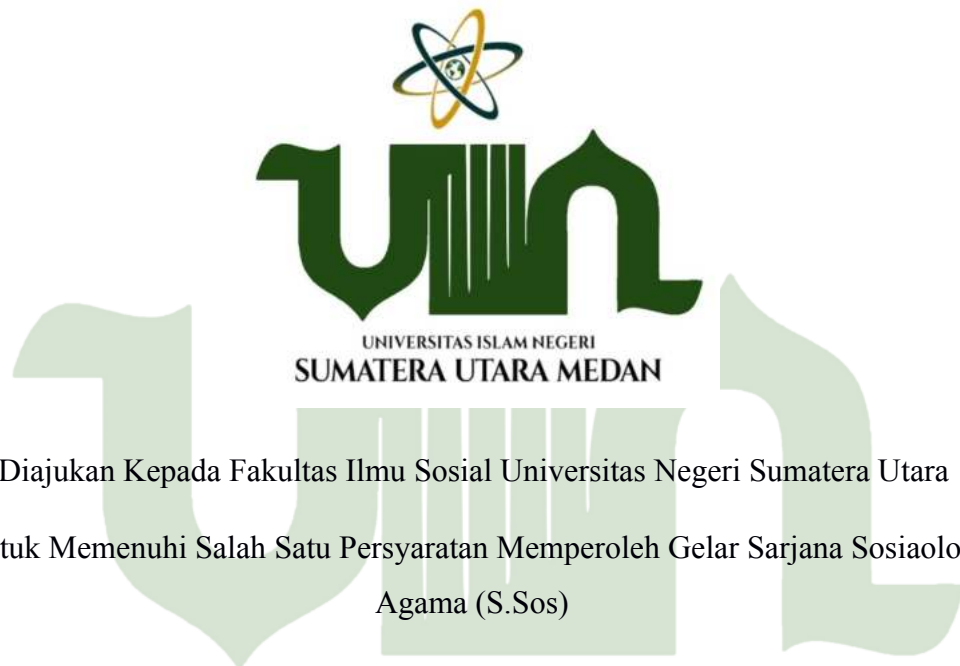 UIN
UNIVERSITAS ISLAM NEGERI
SUMATERA UTARA MEDAN
Diajukan Kepada Fakultas Ilmu Sosial Universitas Negeri Sumatera Utara
tuk Memenuhi Salah Satu Persyaratan Memperoleh Gelar Sarjana Sosiaolo
Agama (S.Sos)